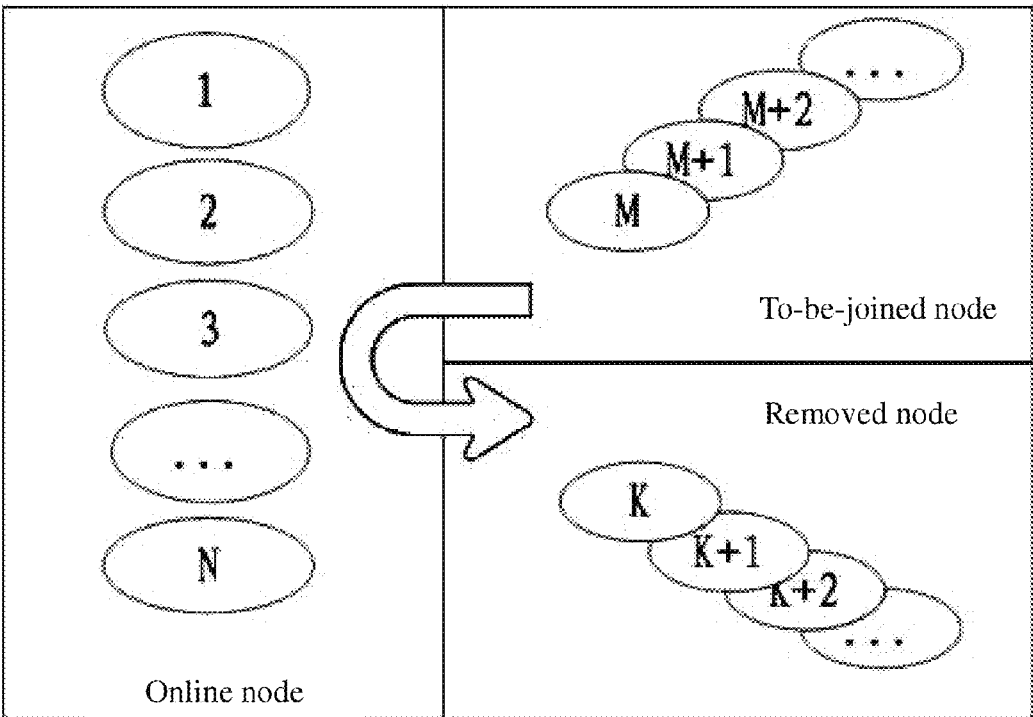 1
2
3
...
N
Online node
...
M+2
M+1
M
To-be-joined node
Removed node
K
K+1
K+2
...